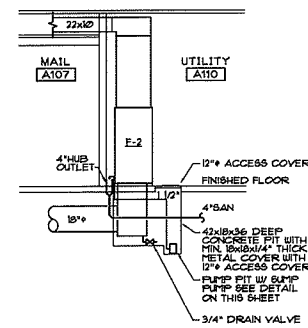 22x10
MAIL
A107
UTILITY
A110
F-2
4"HUB
OUTLET
12"⌀ ACCESS COVER
FINISHED FLOOR
1 1/2"
4"SAN
18"⌀
42x18x36 DEEP
CONCRETE PIT WITH
MIN. 18x18x1/4" THICK
METAL COVER WITH
12"⌀ ACCESS COVER
PUMP PIT W/ SUMP
PUMP SEE DETAIL
ON THIS SHEET
3/4" DRAIN VALVE